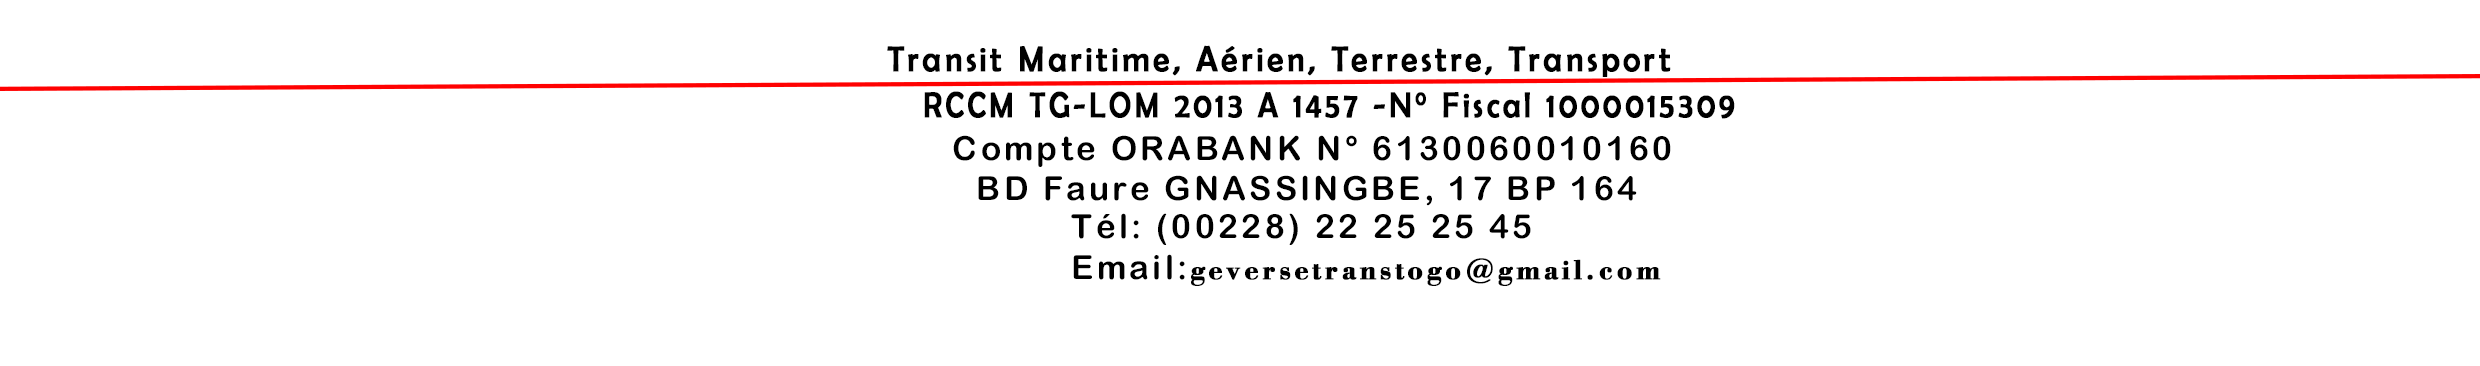 Transit Maritime, Aérien, Terrestre, Transport
RCCM TG-LOM 2013 A 1457 -N° Fiscal 1000015309
Compte ORABANK N° 6130060010160
BD Faure GNASSINGBE, 17 BP 164
Tél: (00228) 22 25 25 45
Email:geversetranstogo@gmail.com